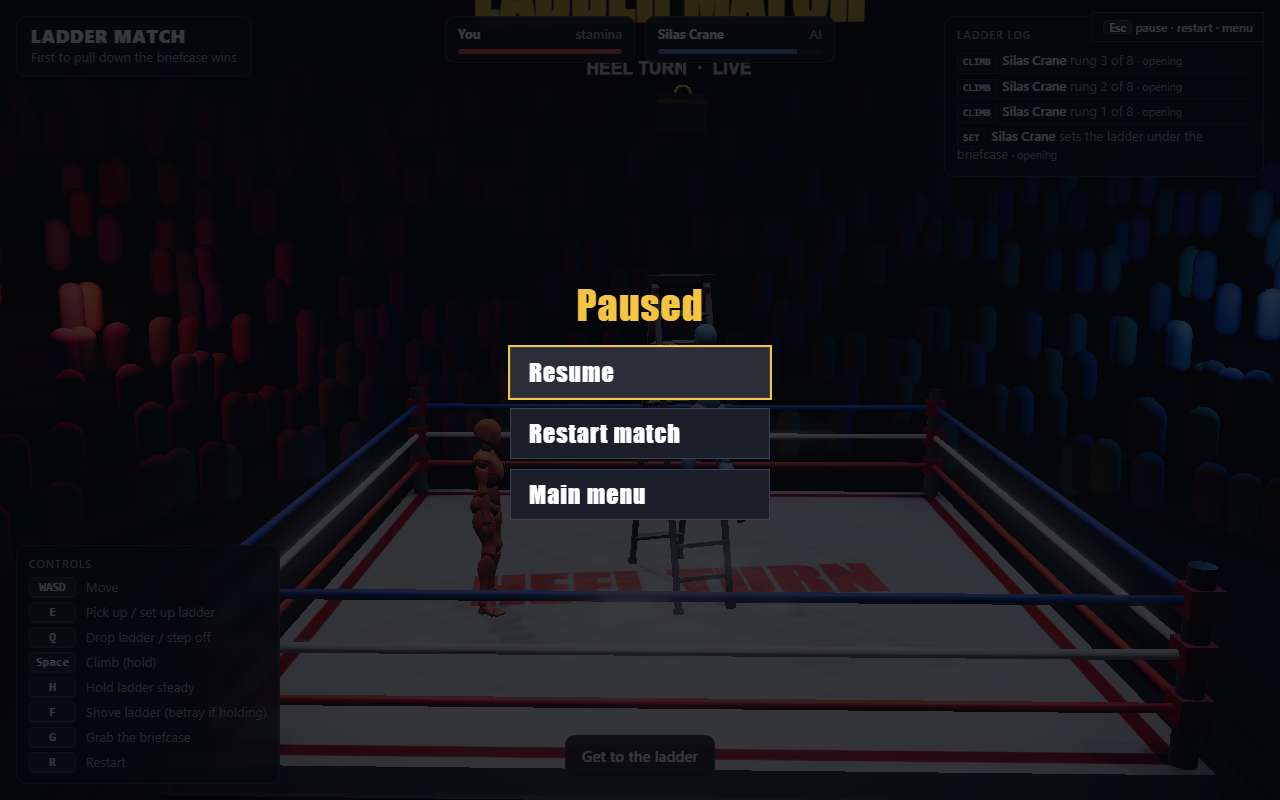 LADDER MATCH
LADDER MATCH
First to pull down the briefcase wins
You stamina
Silas Crane AI
HEEL TURN · LIVE
Esc pause · restart · menu
LADDER LOG
CLIMB Silas Crane rung 3 of 8 · opening
CLIMB Silas Crane rung 2 of 8 · opening
CLIMB Silas Crane rung 1 of 8 · opening
SET Silas Crane sets the ladder under the
briefcase · opening
Paused
Resume
Restart match
Main menu
HEEL TURN
CONTROLS
WASD Move
E Pick up / set up ladder
Q Drop ladder / step off
Space Climb (hold)
H Hold ladder steady
F Shove ladder (betray if holding)
G Grab the briefcase
R Restart
Get to the ladder